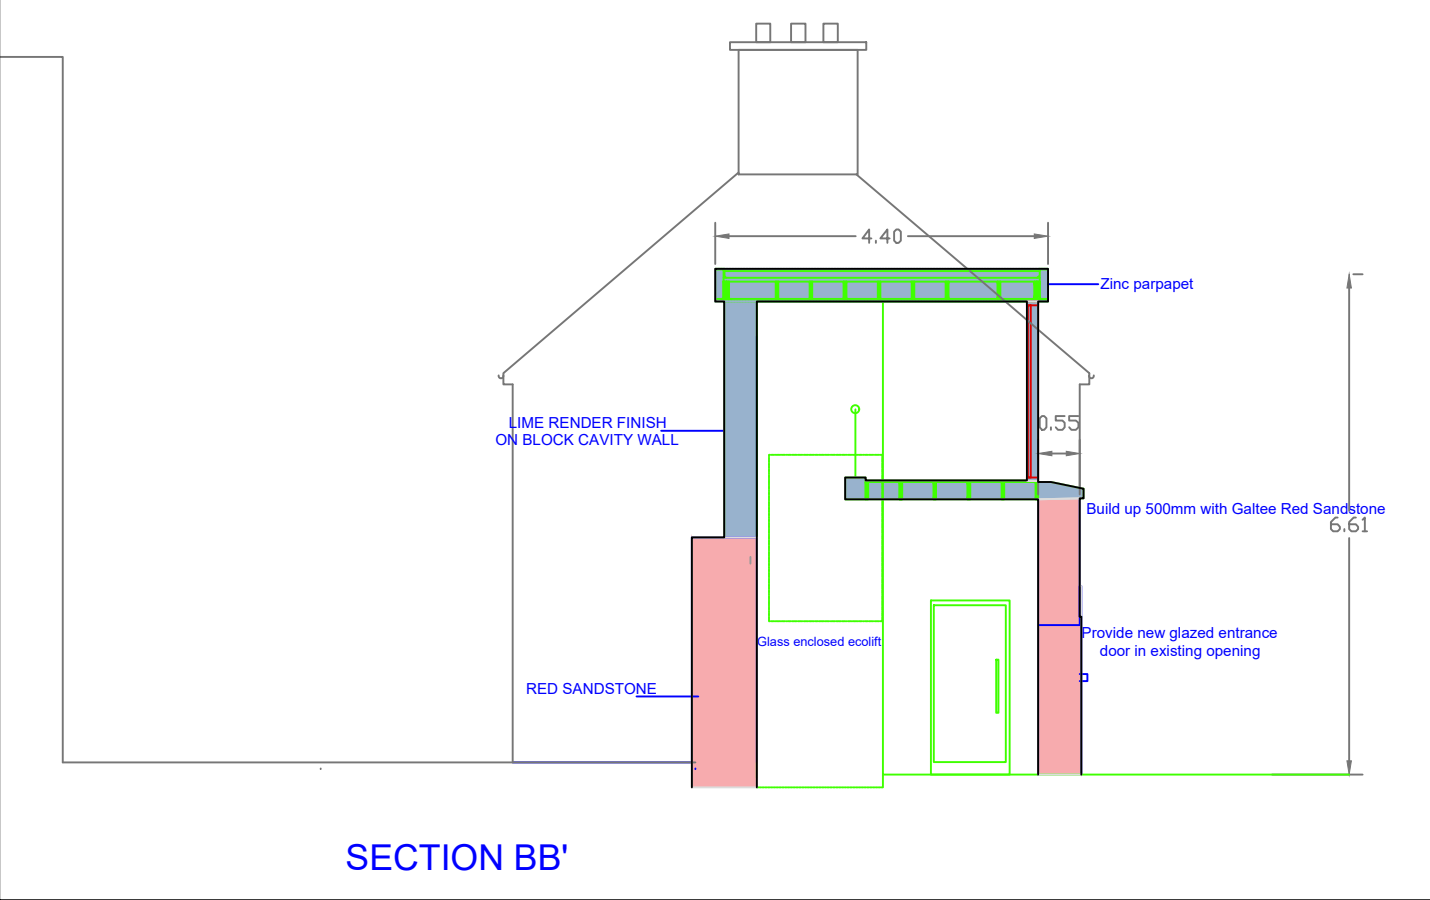 4.40
Zinc parpapet
LIME RENDER FINISH
ON BLOCK CAVITY WALL
0.55
Build up 500mm with Galtee Red Sandstone
6.61
Glass enclosed ecolift
Provide new glazed entrance
door in existing opening
RED SANDSTONE
SECTION BB'